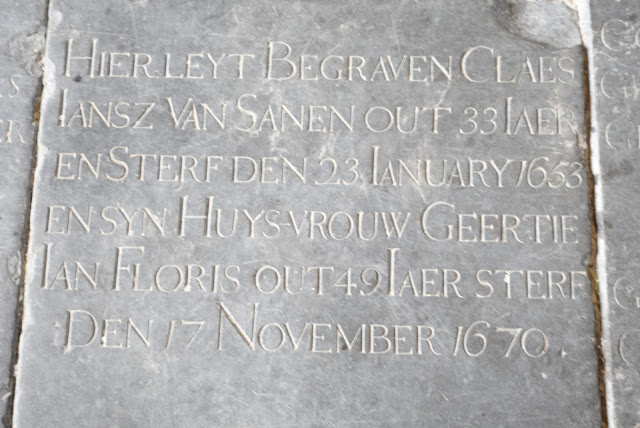 HIER LEYT BEGRAVEN CLAES
IANSZ VAN SANEN OUT 33 IAER
EN STERF DEN 23 IANUARY 1653
EN SYN HUYS-VROUW GEERTIE
IAN FLORIS OUT 49 IAER STERF
DEN 17 NOVEMBER 1670.